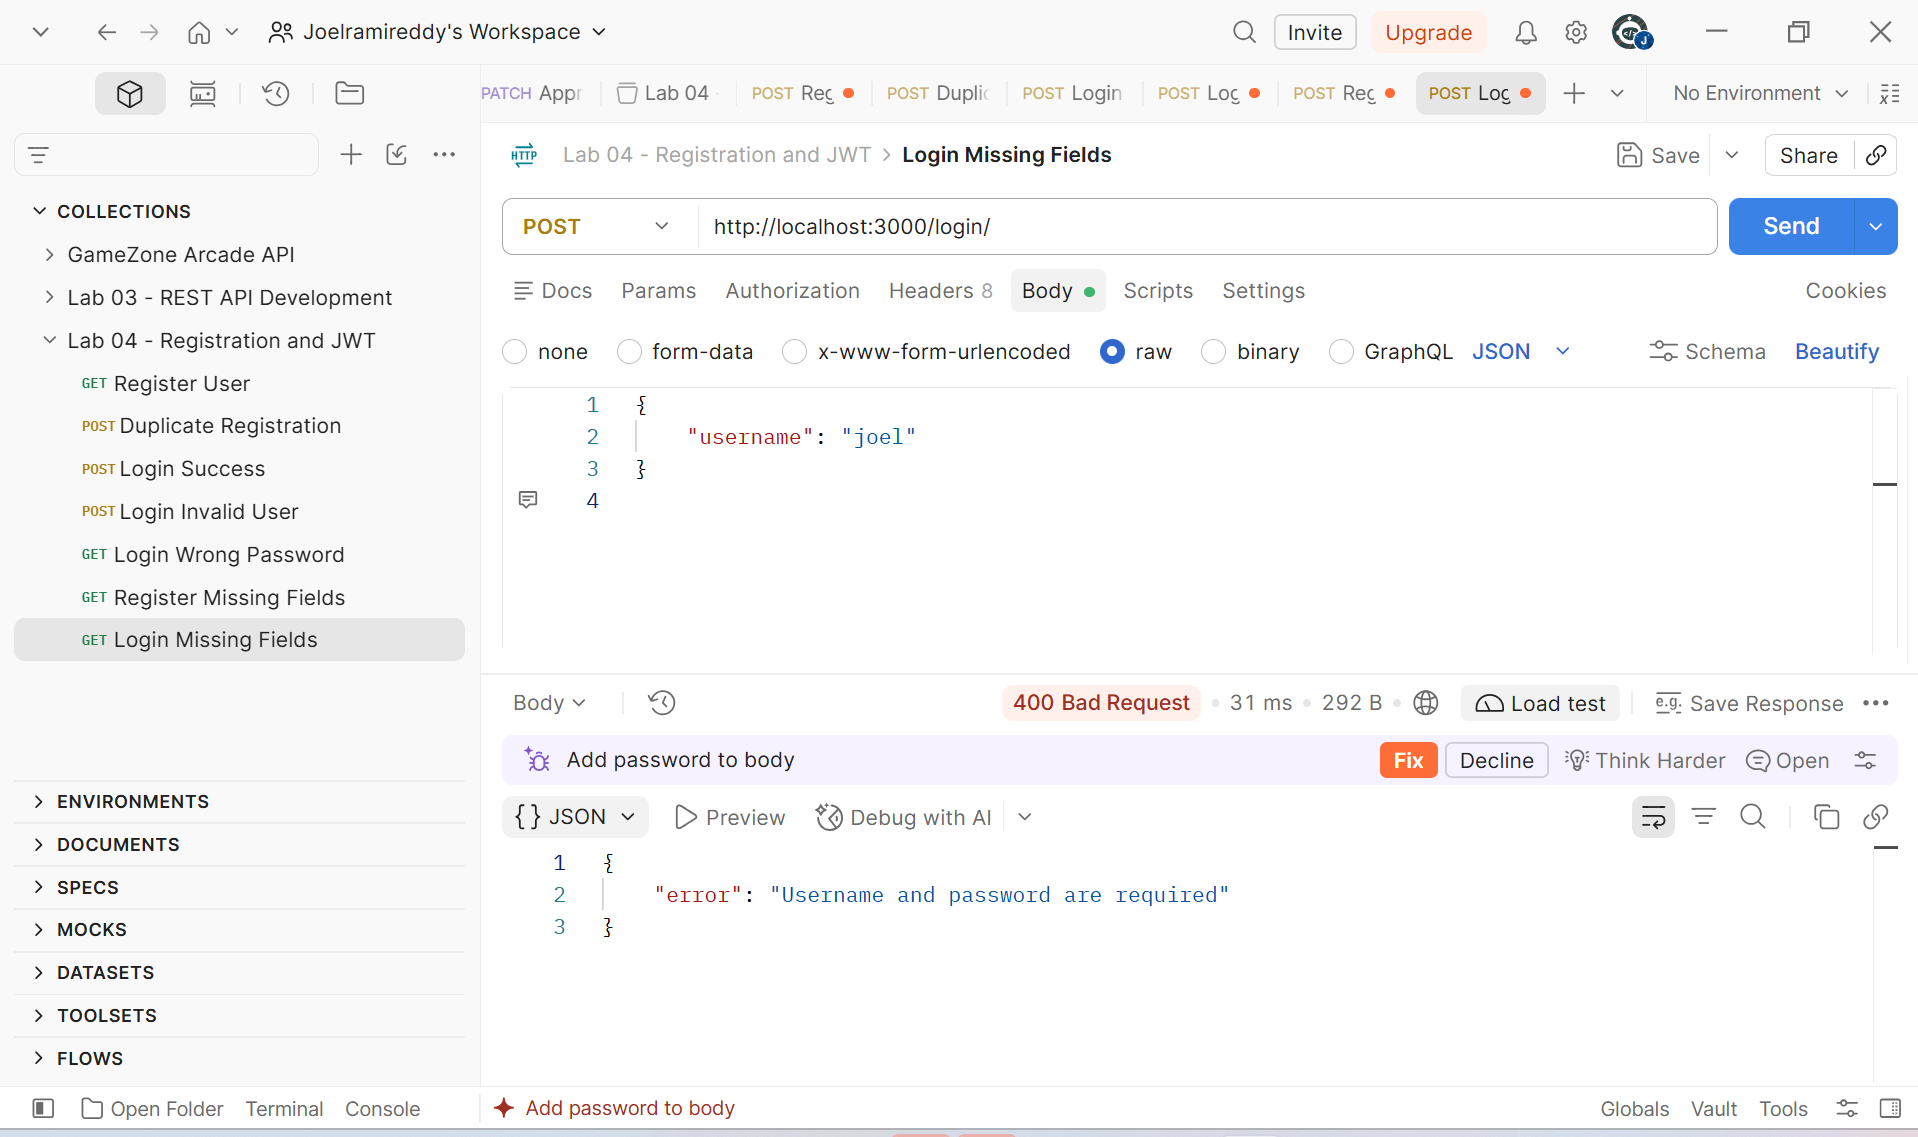 Joelramireddy's Workspace
Invite
Upgrade
J
PATCH Appr
Lab 04
POST Reg
POST Duplic
POST Login
POST Log
POST Reg
POST Log
No Environment
HTTP
Lab 04 - Registration and JWT > Login Missing Fields
Save
Share
COLLECTIONS
GameZone Arcade API
Lab 03 - REST API Development
Lab 04 - Registration and JWT
GET Register User
POST Duplicate Registration
POST Login Success
POST Login Invalid User
GET Login Wrong Password
GET Register Missing Fields
GET Login Missing Fields
ENVIRONMENTS
DOCUMENTS
SPECS
MOCKS
DATASETS
TOOLSETS
FLOWS
POST
http://localhost:3000/login/
Send
Docs
Params
Authorization
Headers 8
Body
Scripts
Settings
Cookies
none
form-data
x-www-form-urlencoded
raw
binary
GraphQL
JSON
Schema
Beautify
1 {
2 "username": "joel"
3 }
4
Body
400 Bad Request
31 ms
292 B
Load test
e.g. Save Response
Add password to body
Fix
Decline
Think Harder
Open
{} JSON
Preview
Debug with AI
1 {
2 "error": "Username and password are required"
3 }
Open Folder
Terminal
Console
Add password to body
Globals
Vault
Tools